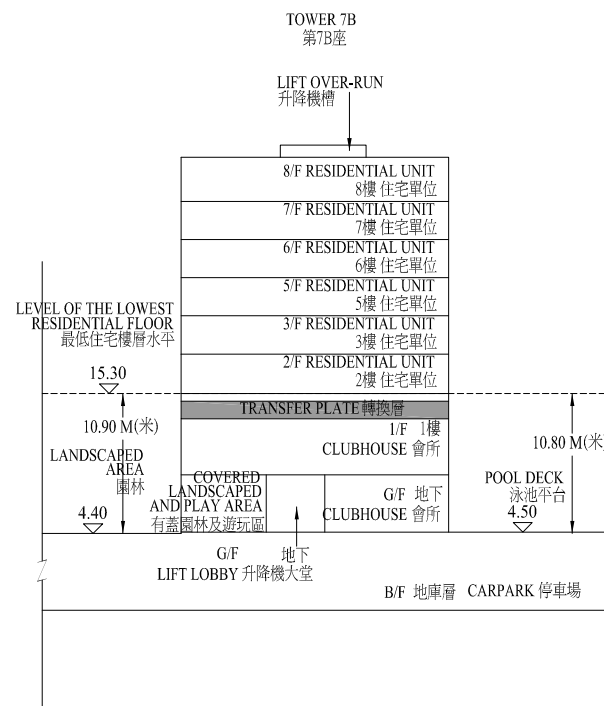 TOWER 7B
第7B座
LIFT OVER-RUN
升降機槽
8/F RESIDENTIAL UNIT
8樓 住宅單位
7/F RESIDENTIAL UNIT
7樓 住宅單位
6/F RESIDENTIAL UNIT
6樓 住宅單位
5/F RESIDENTIAL UNIT
5樓 住宅單位
3/F RESIDENTIAL UNIT
3樓 住宅單位
2/F RESIDENTIAL UNIT
2樓 住宅單位
LEVEL OF THE LOWEST
RESIDENTIAL FLOOR
最低住宅樓層水平
15.30
TRANSFER PLATE 轉換層
10.90 M(米)
1/F 1樓
CLUBHOUSE 會所
10.80 M(米)
LANDSCAPED
AREA
園林
4.40
COVERED
LANDSCAPED
AND PLAY AREA
有蓋園林及遊玩區
G/F 地下
CLUBHOUSE 會所
POOL DECK
泳池平台
4.50
G/F 地下
LIFT LOBBY 升降機大堂
B/F 地庫層 CARPARK 停車場